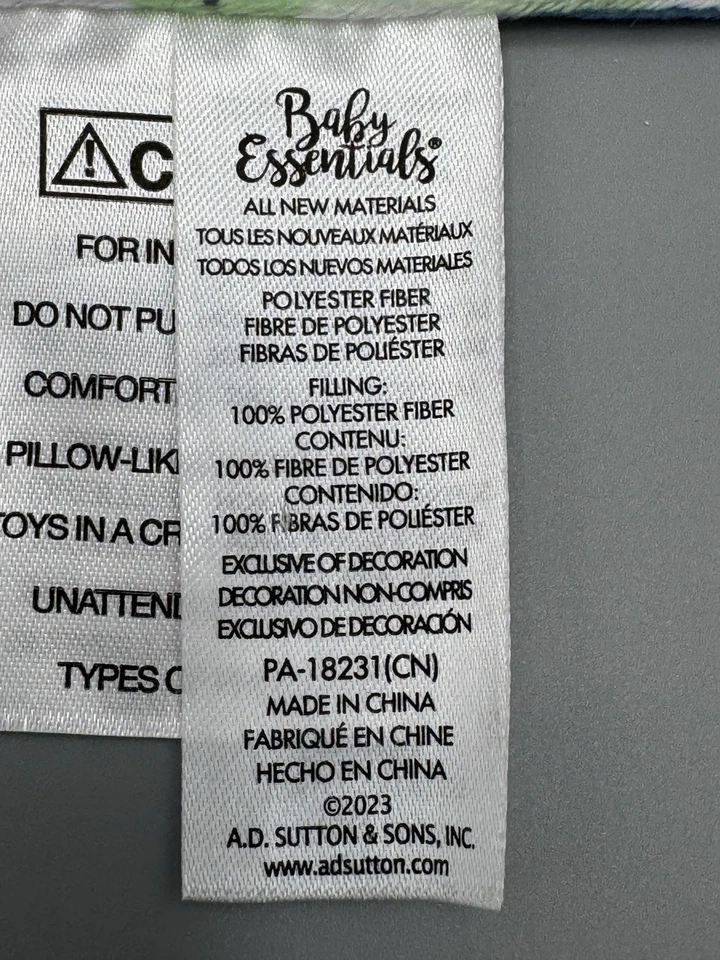 C
FOR IN
DO NOT PU
COMFORT
PILLOW-LIK
TOYS IN A CR
UNATTEND
TYPES O
Baby
Essentials®
ALL NEW MATERIALS
TOUS LES NOUVEAUX MATÉRIAUX
TODOS LOS NUEVOS MATERIALES
POLYESTER FIBER
FIBRE DE POLYESTER
FIBRAS DE POLIÉSTER
FILLING:
100% POLYESTER FIBER
CONTENU:
100% FIBRE DE POLYESTER
CONTENIDO:
100% FIBRAS DE POLIÉSTER
EXCLUSIVE OF DECORATION
DECORATION NON-COMPRIS
EXCLUSIVO DE DECORACIÓN
PA-18231(CN)
MADE IN CHINA
FABRIQUÉ EN CHINE
HECHO EN CHINA
©2023
A.D. SUTTON & SONS, INC.
www.adsutton.com